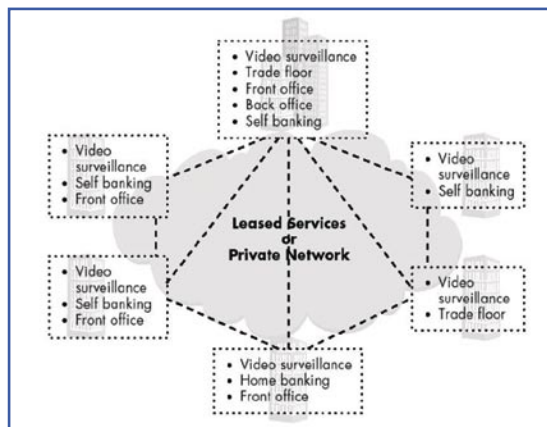 • Video surveillance
• Trade floor
• Front office
• Back office
• Self banking
• Video
surveillance
• Self banking
• Front office
• Video
surveillance
• Self banking
Leased Services
or
Private Network
• Video
surveillance
• Self banking
• Front office
• Video
surveillance
• Trade floor
• Video surveillance
• Home banking
• Front office